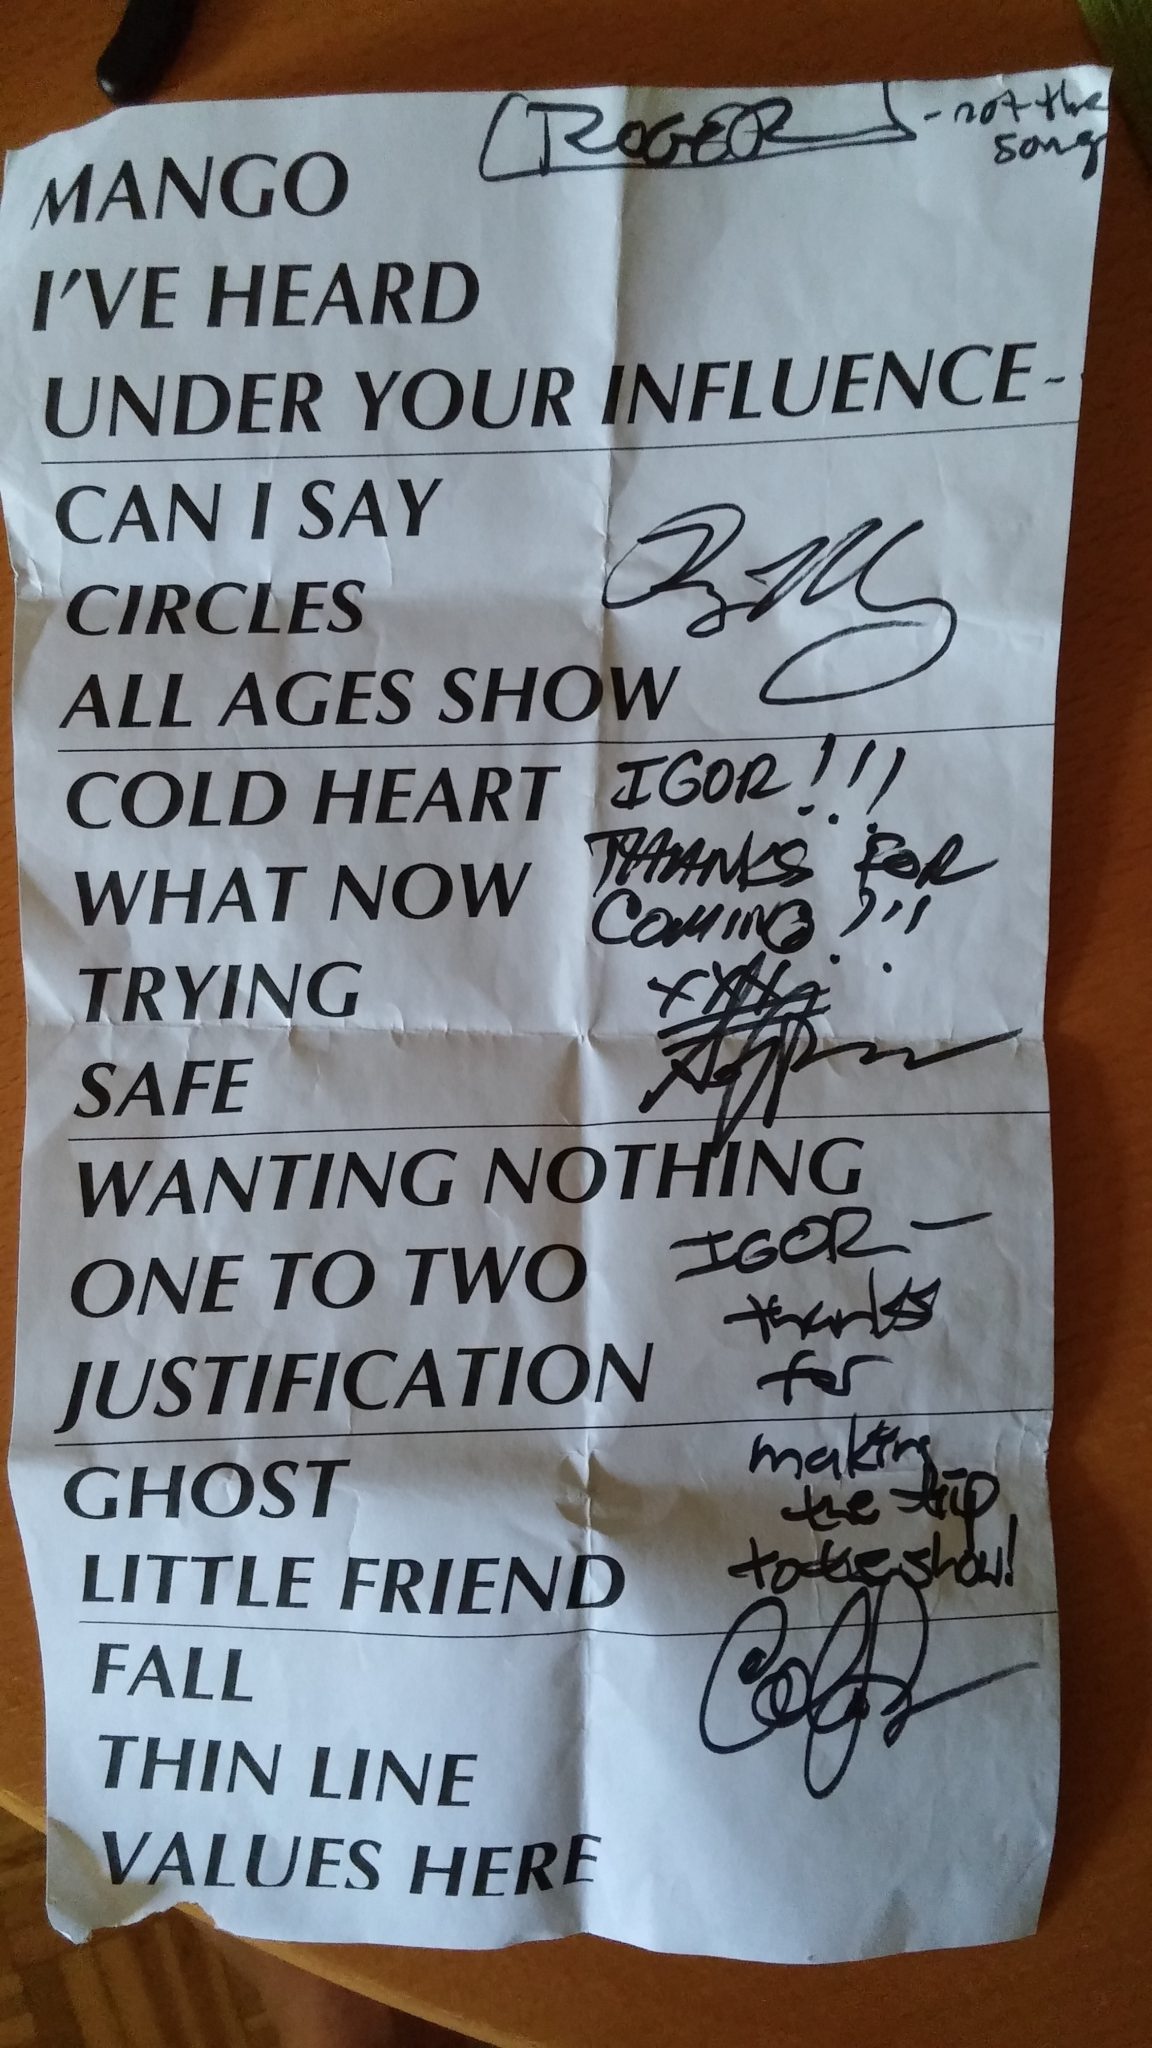 ROGER - not the
song
MANGO
I'VE HEARD
UNDER YOUR INFLUENCE-
CAN I SAY
CIRCLES
ALL AGES SHOW
COLD HEART
IGOR!!!
WHAT NOW
THANKS FOR
COMING!!!
TRYING
SAFE
WANTING NOTHING
ONE TO TWO
IGOR -
thanks
JUSTIFICATION
for
GHOST
making
the trip
LITTLE FRIEND
to the show!
FALL
THIN LINE
VALUES HERE